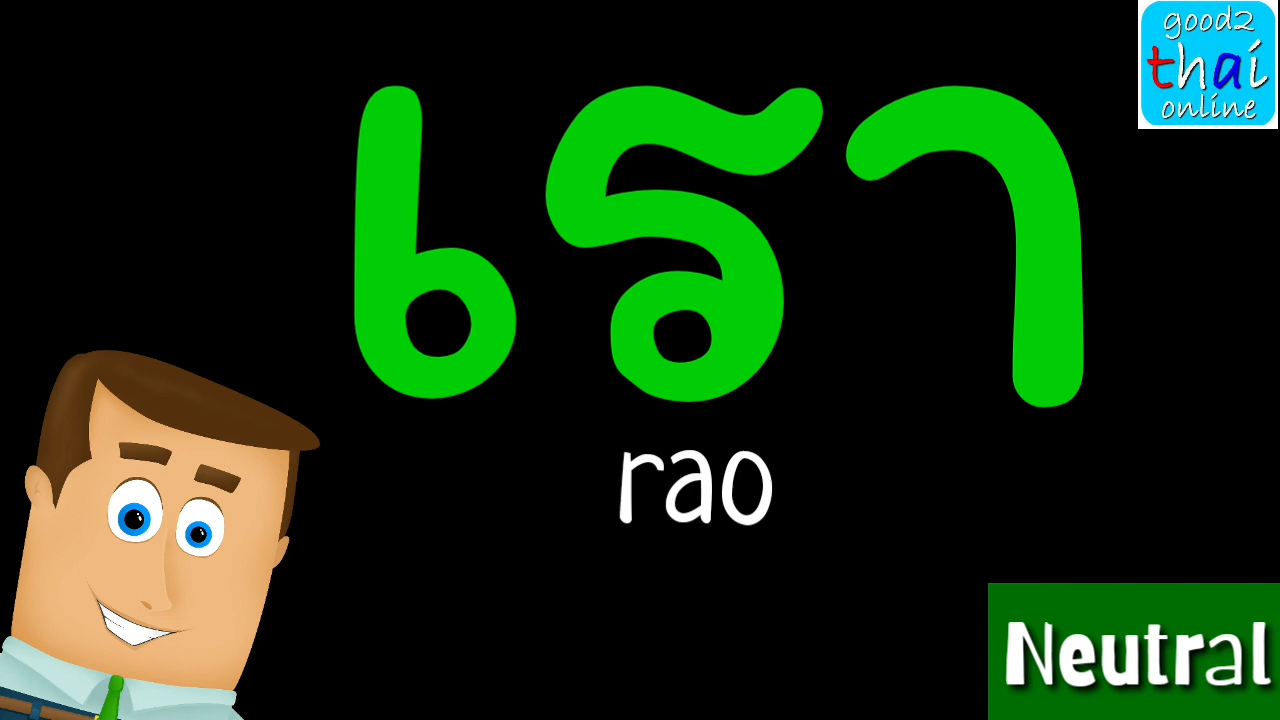 good2
thai
online
เรา
rao
Neutral